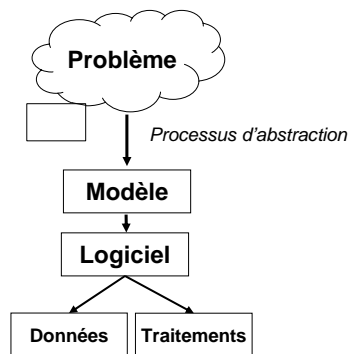 Problème
Processus d'abstraction
Modèle
Logiciel
Données
Traitements